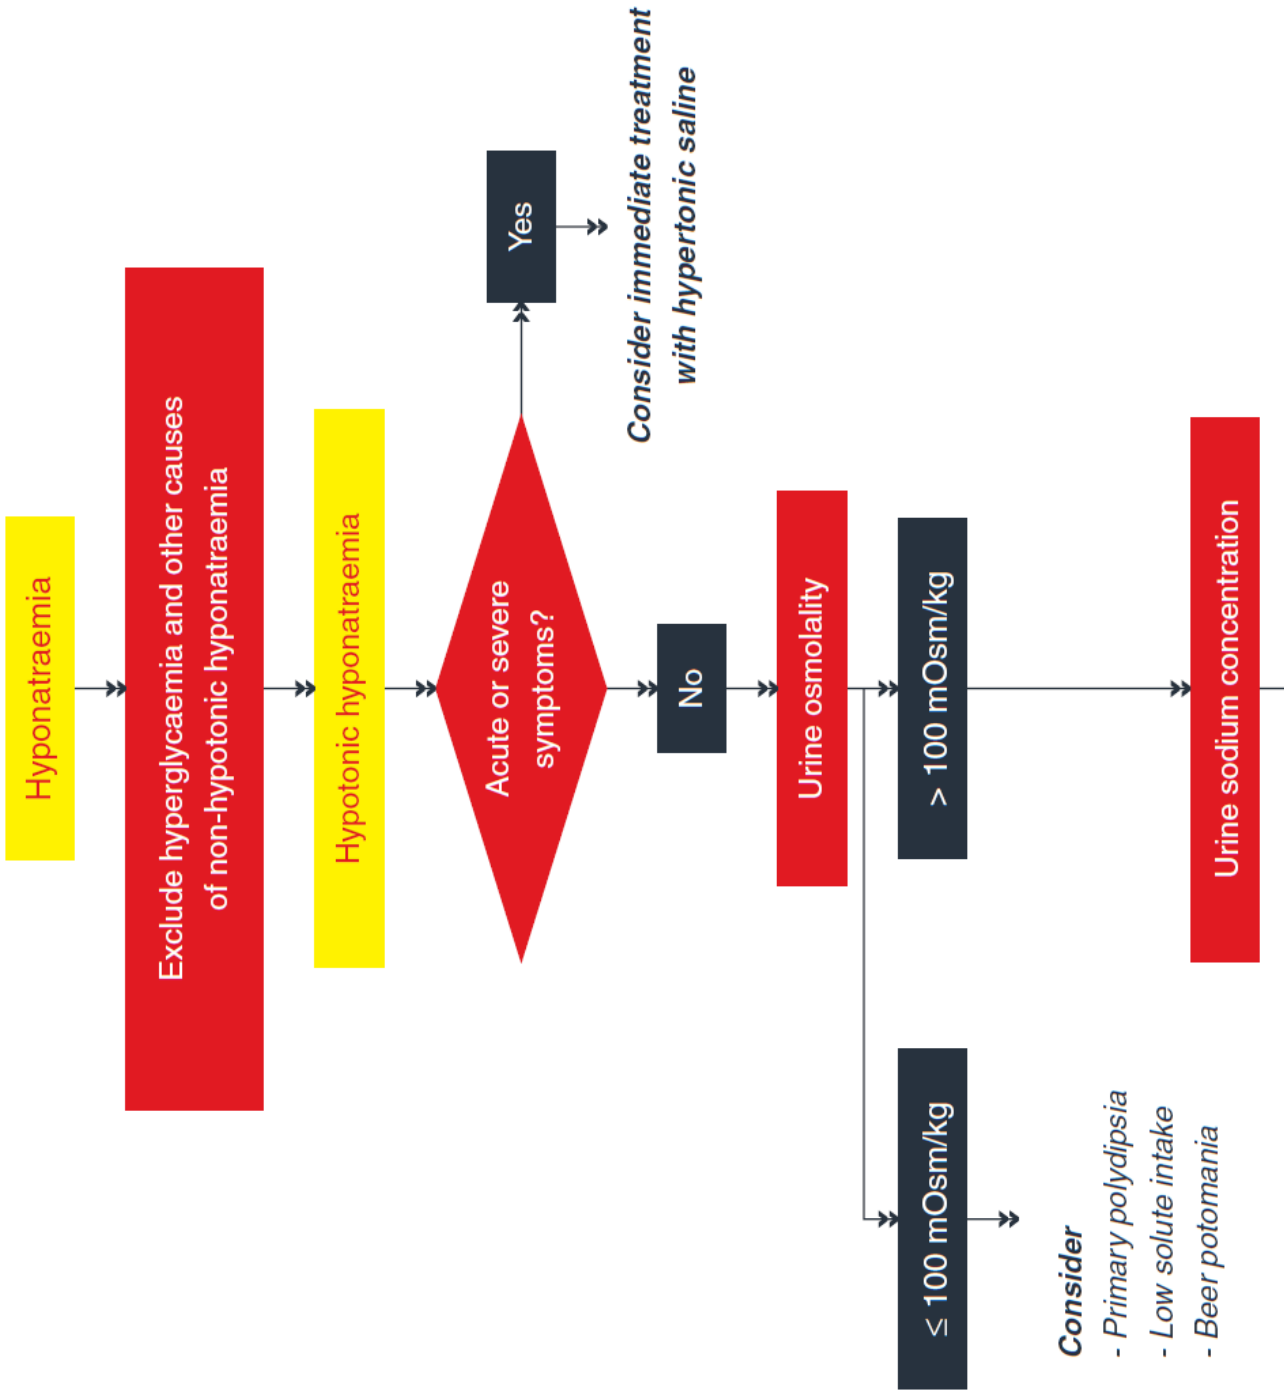 Hyponatraemia
Exclude hyperglycaemia and other causes
of non-hypotonic hyponatraemia
Hypotonic hyponatraemia
Acute or severe
symptoms?
Yes
Consider immediate treatment
with hypertonic saline
No
Urine osmolality
≤ 100 mOsm/kg
> 100 mOsm/kg
Consider
- Primary polydipsia
- Low solute intake
- Beer potomania
Urine sodium concentration